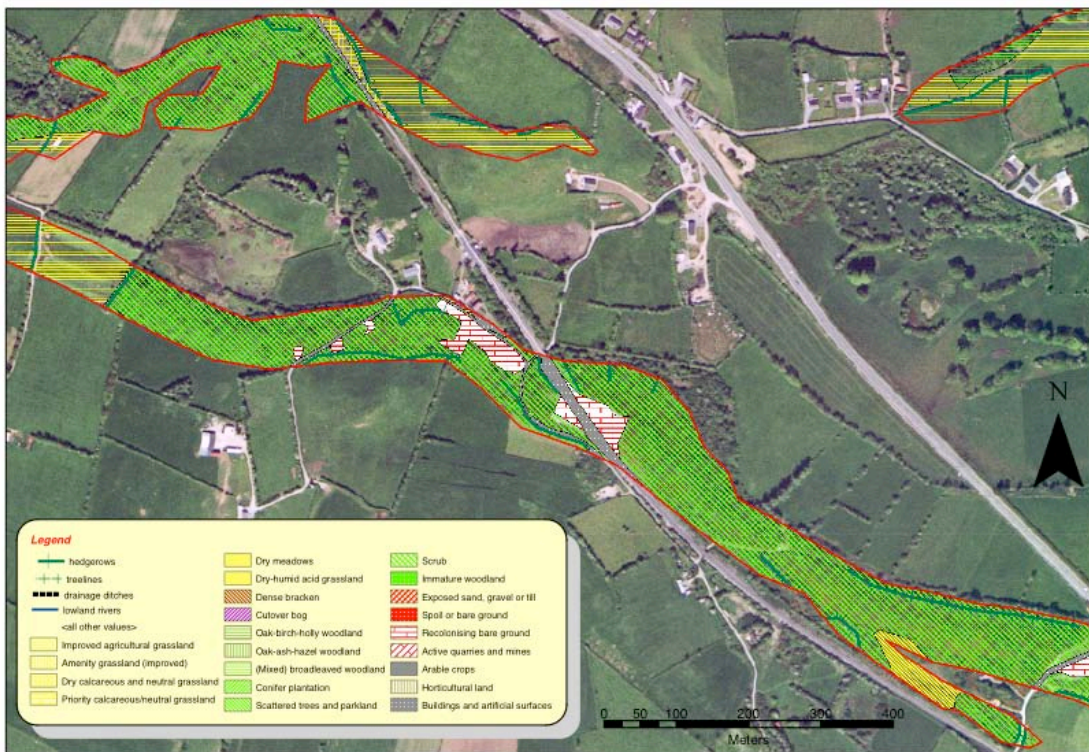 N
Legend
hedgerows
treelines
drainage ditches
lowland rivers
<all other values>
Improved agricultural grassland
Amenity grassland (improved)
Dry calcareous and neutral grassland
Priority calcareous/neutral grassland
Dry meadows
Dry-humid acid grassland
Dense bracken
Cutover bog
Oak-birch-holly woodland
Oak-ash-hazel woodland
(Mixed) broadleaved woodland
Conifer plantation
Scattered trees and parkland
Scrub
Immature woodland
Exposed sand, gravel or till
Spoil or bare ground
Recolonising bare ground
Active quarries and mines
Arable crops
Horticultural land
Buildings and artificial surfaces
0 50 100 200 300 400
Meters